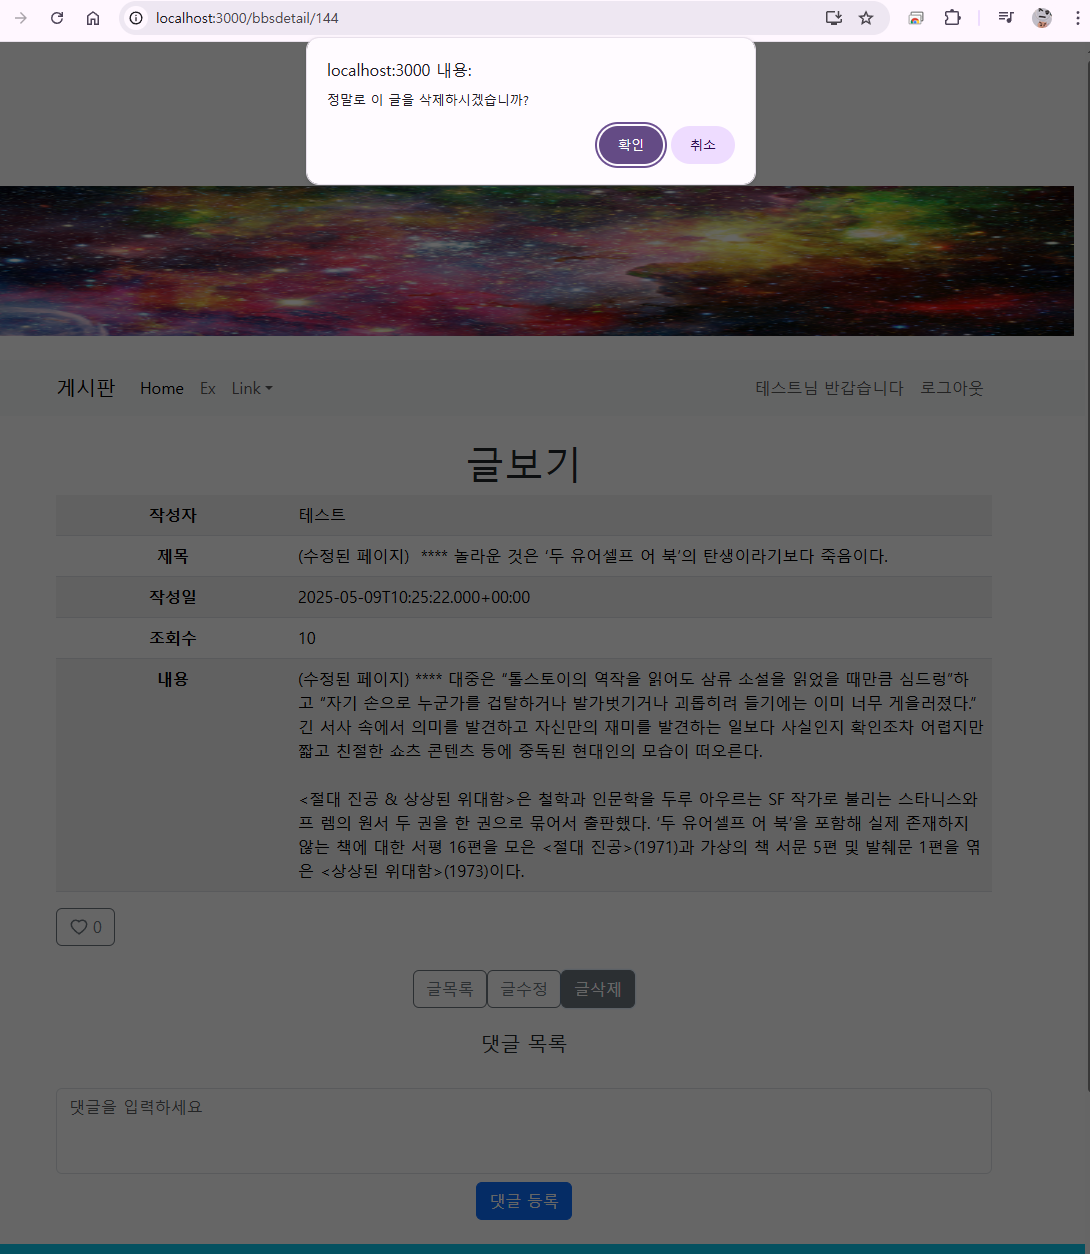 localhost:3000/bbsdetail/144
localhost:3000 내용:
정말로 이 글을 삭제하시겠습니까?
확인 취소
게시판 Home Ex Link 테스트님 반갑습니다 로그아웃
글보기
작성자 테스트
제목 (수정된 페이지)  **** 놀라운 것은 ‘두 유어셀프 어 북’의 탄생이라기보다 죽음이다.
작성일 2025-05-09T10:25:22.000+00:00
조회수 10
내용 (수정된 페이지) **** 대중은 “톨스토이의 역작을 읽어도 삼류 소설을 읽었을 때만큼 심드렁”하
고 “자기 손으로 누군가를 겁탈하거나 발가벗기거나 괴롭히려 들기에는 이미 너무 게을러졌다.”
긴 서사 속에서 의미를 발견하고 자신만의 재미를 발견하는 일보다 사실인지 확인조차 어렵지만
짧고 친절한 쇼츠 콘텐츠 등에 중독된 현대인의 모습이 떠오른다.
<절대 진공 & 상상된 위대함>은 철학과 인문학을 두루 아우르는 SF 작가로 불리는 스타니스와
프 렘의 원서 두 권을 한 권으로 묶어서 출판했다. ‘두 유어셀프 어 북’을 포함해 실제 존재하지
않는 책에 대한 서평 16편을 모은 <절대 진공>(1971)과 가상의 책 서문 5편 및 발췌문 1편을 엮
은 <상상된 위대함>(1973)이다.
0
글목록 글수정 글삭제
댓글 목록
댓글을 입력하세요
댓글 등록